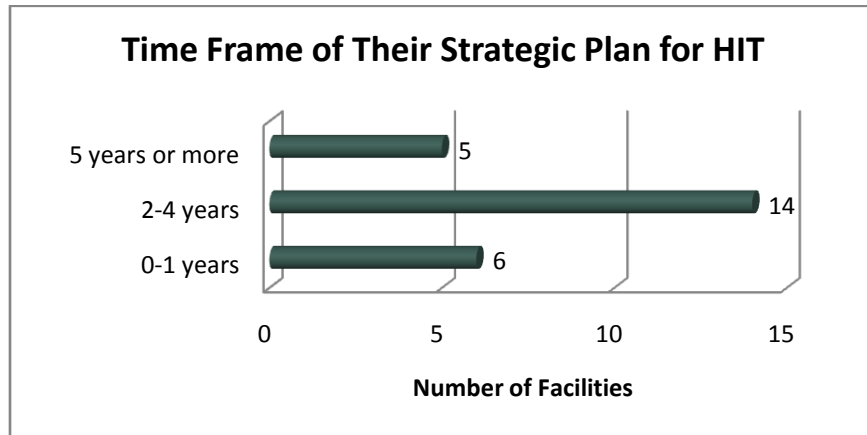 Time Frame of Their Strategic Plan for HIT
5 years or more
5
2-4 years
14
0-1 years
6
0 5 10 15
Number of Facilities